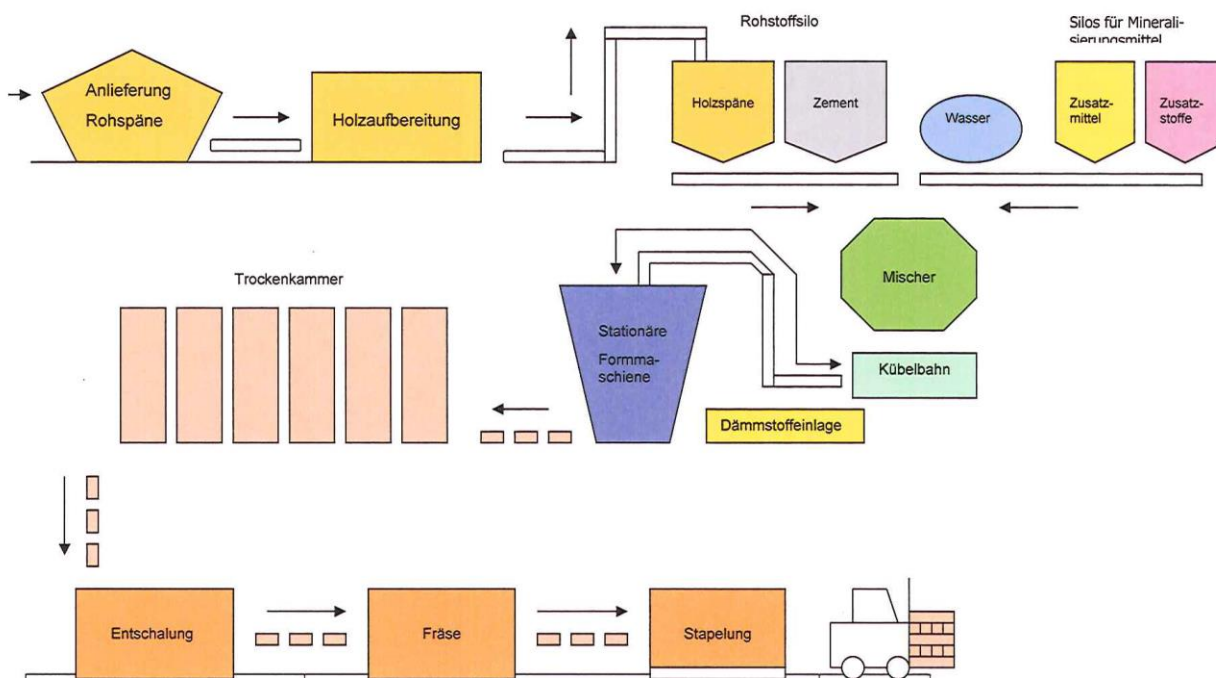 Rohstoffsilo
Silos für Minerali-
sierungsmittel
Anlieferung
Rohspäne
Holzaufbereitung
Holzspäne
Zement
Wasser
Zusatz-
mittel
Zusatz-
stoffe
Mischer
Trockenkammer
Stationäre
Formma-
schiene
Kübelbahn
Dämmstoffeinlage
Entschalung
Fräse
Stapelung